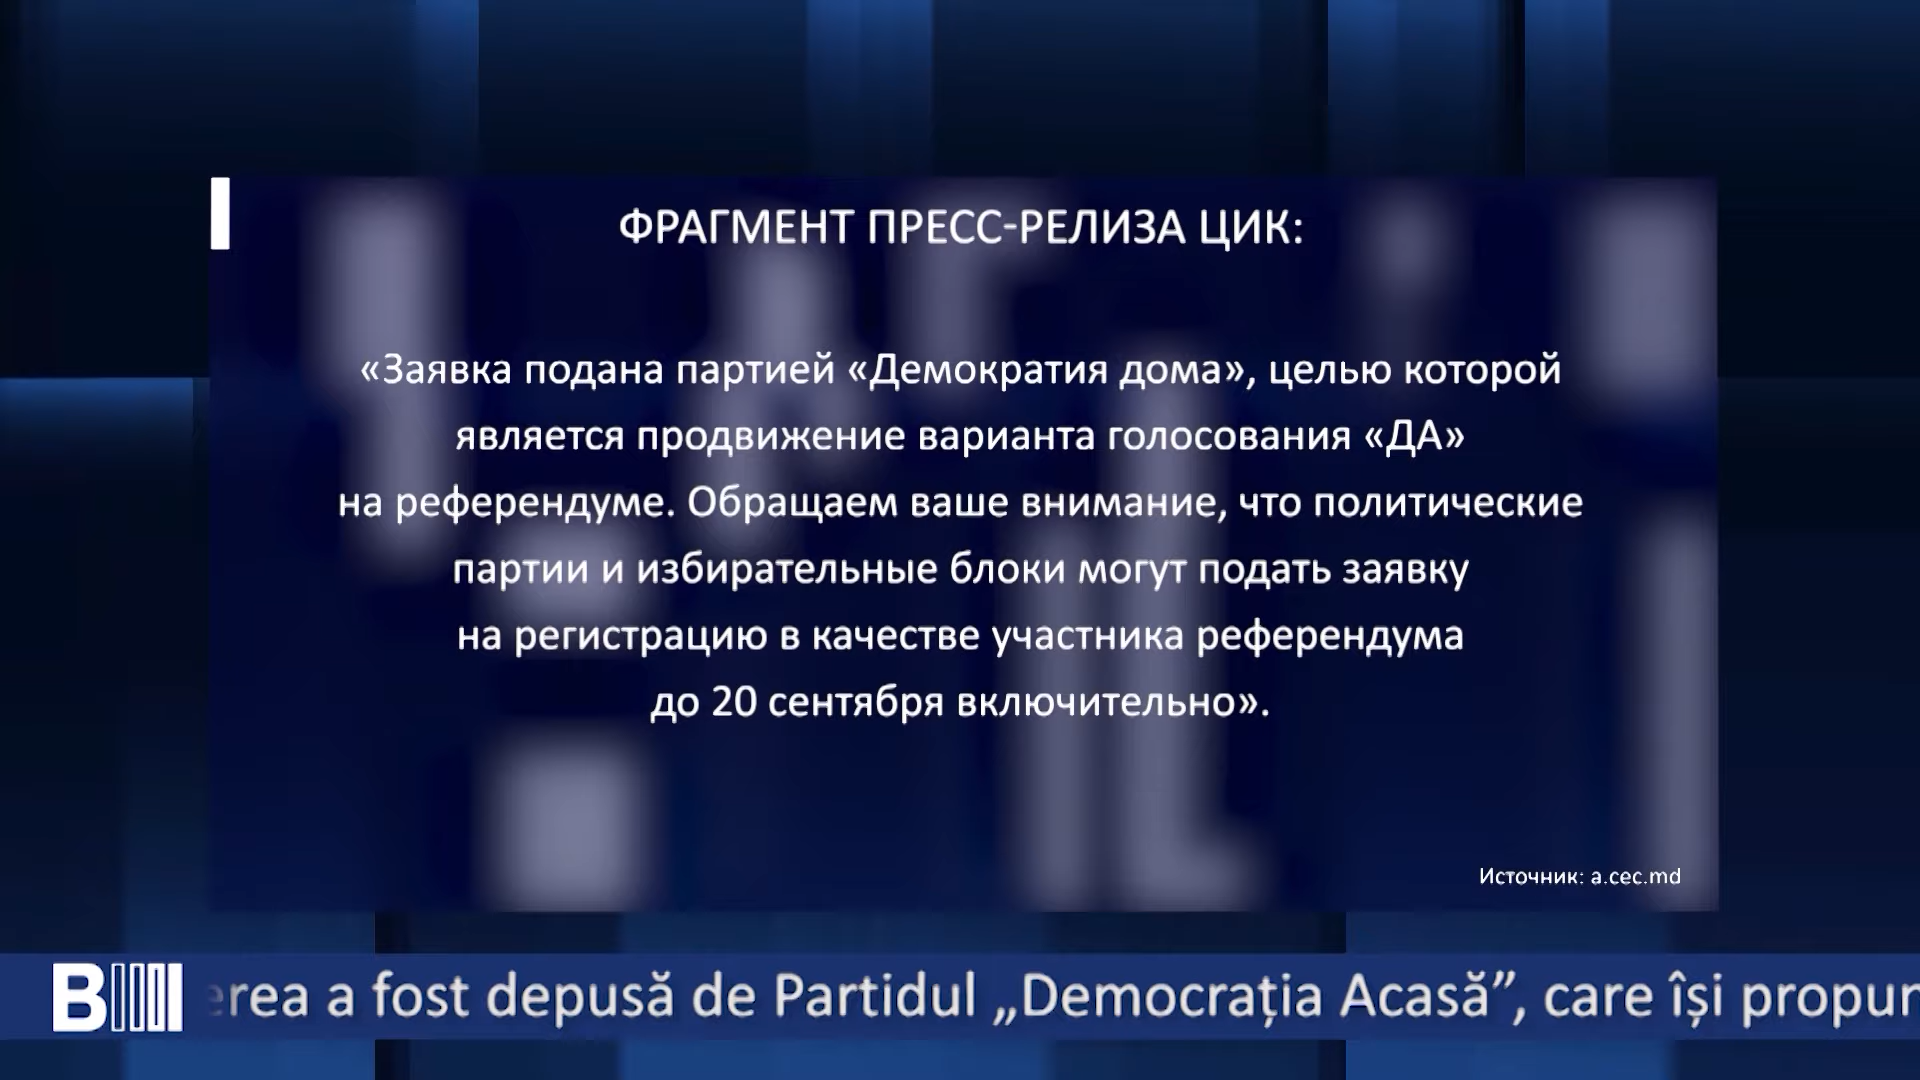 ФРАГМЕНТ ПРЕСС-РЕЛИЗА ЦИК:
«Заявка подана партией «Демократия дома», целью которой
является продвижение варианта голосования «ДА»
на референдуме. Обращаем ваше внимание, что политические
партии и избирательные блоки могут подать заявку
на регистрацию в качестве участника референдума
до 20 сентября включительно».
Источник: a.cec.md
B erea a fost depusă de Partidul „Democrația Acasă”, care își propun